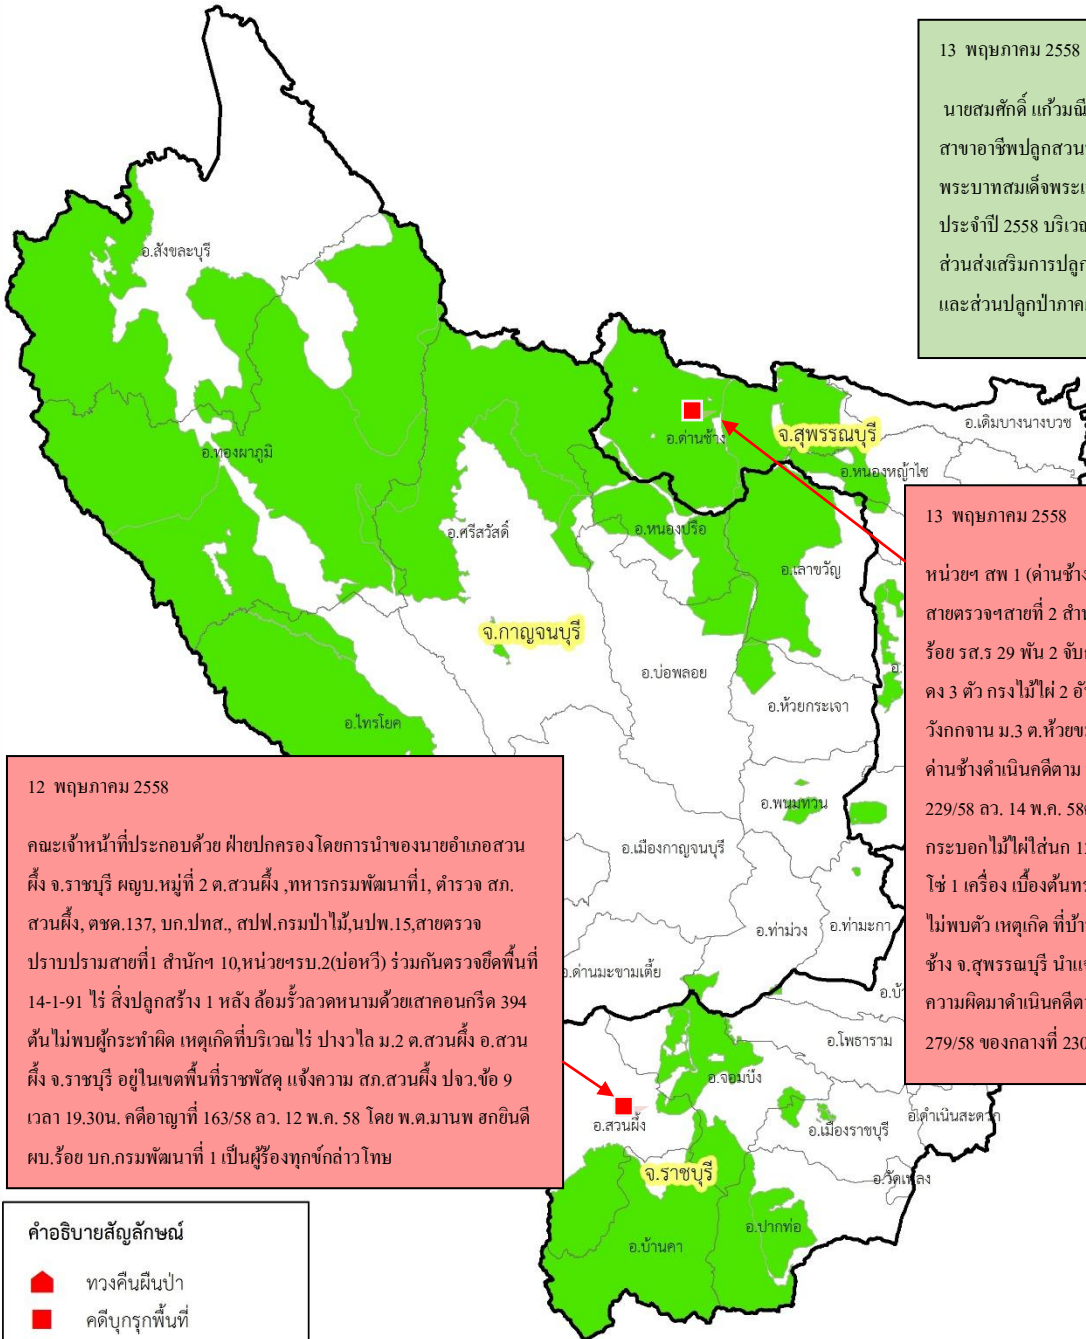 13 พฤษภาคม 2558
นายสมศักดิ์ แก้วมณี
สาขาอาชีพปลูกสวน
พระบาทสมเด็จพระเ
ประจำปี 2558 บริเวณ
ส่วนส่งเสริมการปลูก
และส่วนปลูกป่าภาค
อ.สังขละบุรี
อ.เดิมบางนางบวช
จ.สุพรรณบุรี
อ.ด่านช้าง
อ.ทองผาภูมิ
อ.หนองหญ้าไซ
อ.ศรีสวัสดิ์
อ.หนองปรือ
อ.เลาขวัญ
จ.กาญจนบุรี
อ.บ่อพลอย
อ.ห้วยกระเจา
อ.ไทรโยค
13 พฤษภาคม 2558
หน่วยฯ สพ 1 (ด่านช้าง
สายตรวจฯสายที่ 2 สำน
ร้อย รส.ร 29 พัน 2 จับก
ดง 3 ตัว กรงไม้ไผ่ 2 อั
วังกกจาน ม.3 ต.ห้วยข
ด่านช้างดำเนินคดีตาม
229/58 ลว. 14 พ.ค. 58
กระบอกไม้ไผ่ใส่นก 1
โซ่ 1 เครื่อง เบื้องต้นทร
ไม่พบตัว เหตุเกิด ที่บ้า
ช้าง จ.สุพรรณบุรี นำแจ
ความผิดมาดำเนินคดีต
279/58 ของกลางที่ 230
อ.พนมทวน
อ.เมืองกาญจนบุรี
อ.ท่าม่วง
อ.ท่ามะกา
อ.ด่านมะขามเตี้ย
12 พฤษภาคม 2558
คณะเจ้าหน้าที่ประกอบด้วย ฝ่ายปกครองโดยการนำของนายอำเภอสวน
ผึ้ง จ.ราชบุรี ผญบ.หมู่ที่ 2 ต.สวนผึ้ง ,ทหารกรมพัฒนาที่1, ตำรวจ สภ.
สวนผึ้ง, ตชด.137, บก.ปทส., สปฟ.กรมป่าไม้,นปพ.15,สายตรวจ
ปราบปรามสายที่1 สำนักฯ 10,หน่วยฯรบ.2(บ่อหวี) ร่วมกันตรวจยึดพื้นที่
14-1-91 ไร่ สิ่งปลูกสร้าง 1 หลัง ล้อมรั้วลวดหนามด้วยเสาคอนกรีด 394
ต้นไม่พบผู้กระทำผิด เหตุเกิดที่บริเวณไร่ ปางวไล ม.2 ต.สวนผึ้ง อ.สวน
ผึ้ง จ.ราชบุรี อยู่ในเขตพื้นที่ราชพัสดุ แจ้งความ สภ.สวนผึ้ง ปจว.ข้อ 9
เวลา 19.30น. คดีอาญาที่ 163/58 ลว. 12 พ.ค. 58 โดย พ.ต.มานพ ฮกยินดี
ผบ.ร้อย บก.กรมพัฒนาที่ 1 เป็นผู้ร้องทุกข์กล่าวโทษ
อ.โพธาราม
อ.จอมบึง
อ.สวนผึ้ง
อ.เมืองราชบุรี
อ.ดำเนินสะดวก
จ.ราชบุรี
อ.วัดเพลง
อ.ปากท่อ
อ.บ้านคา
คำอธิบายสัญลักษณ์
ทวงคืนผืนป่า
คดีบุกรุกพื้นที่